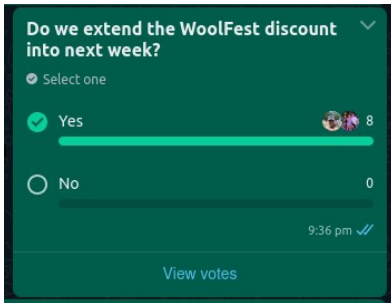 Do we extend the WoolFest discount
into next week?
Select one
Yes 8
No 0
9:36 pm
View votes